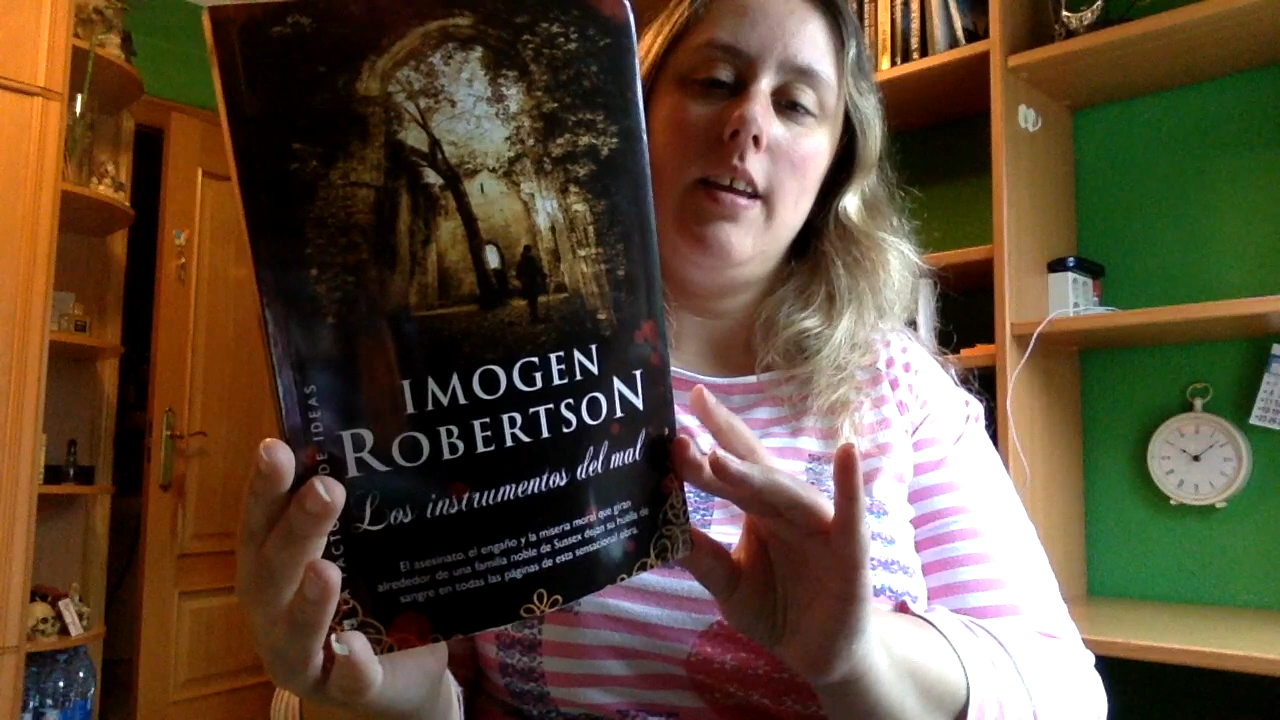 IMOGEN
ROBERTSON
Los instrumentos del mal
El asesinato, el engaño y la miseria moral que giran
alrededor de una familia noble de Sussex dejan su huella de
sangre en todas las páginas de esta sensacional obra.
DE IDEAS